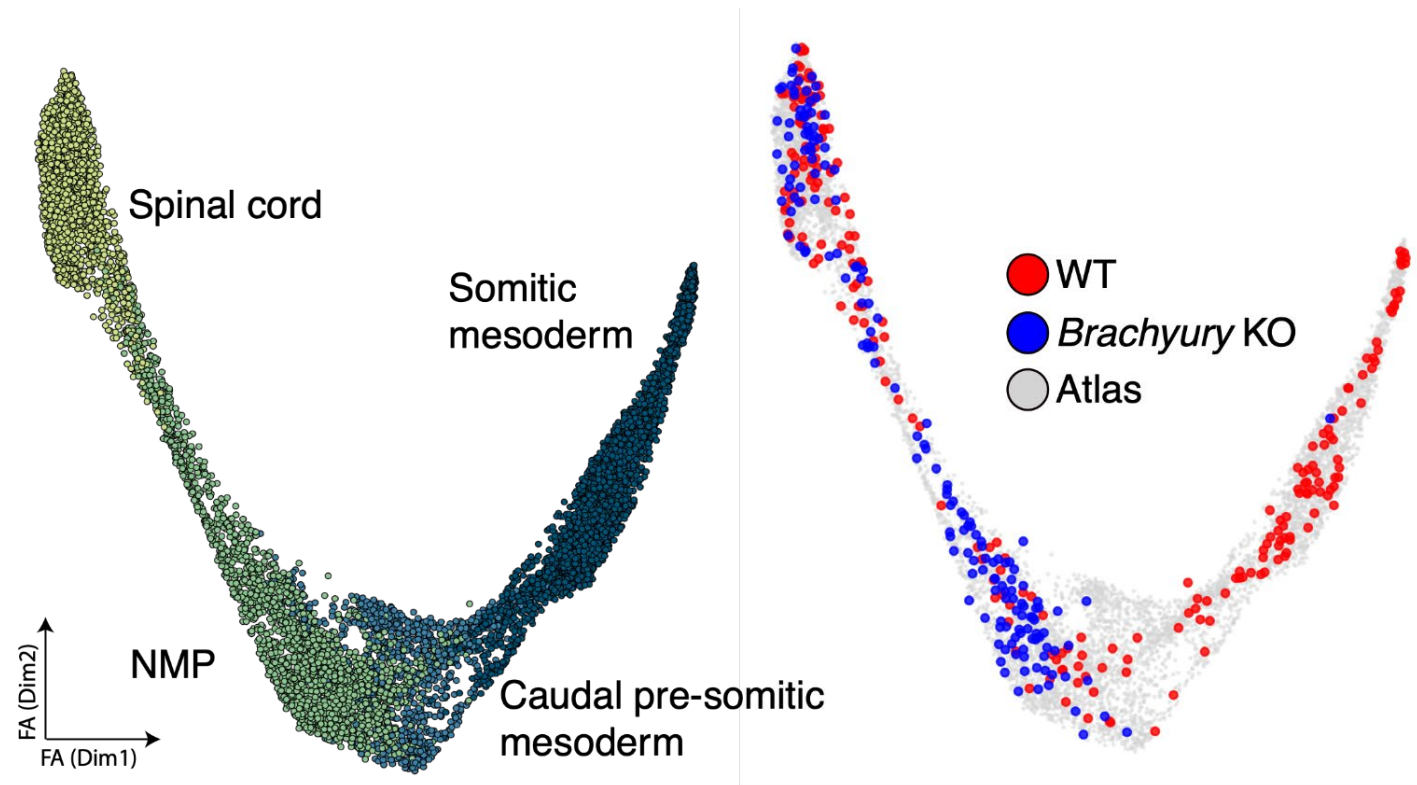 Spinal cord
Somitic
mesoderm
NMP
Caudal pre-somitic
mesoderm
FA (Dim2)
FA (Dim1)
WT
Brachyury KO
Atlas